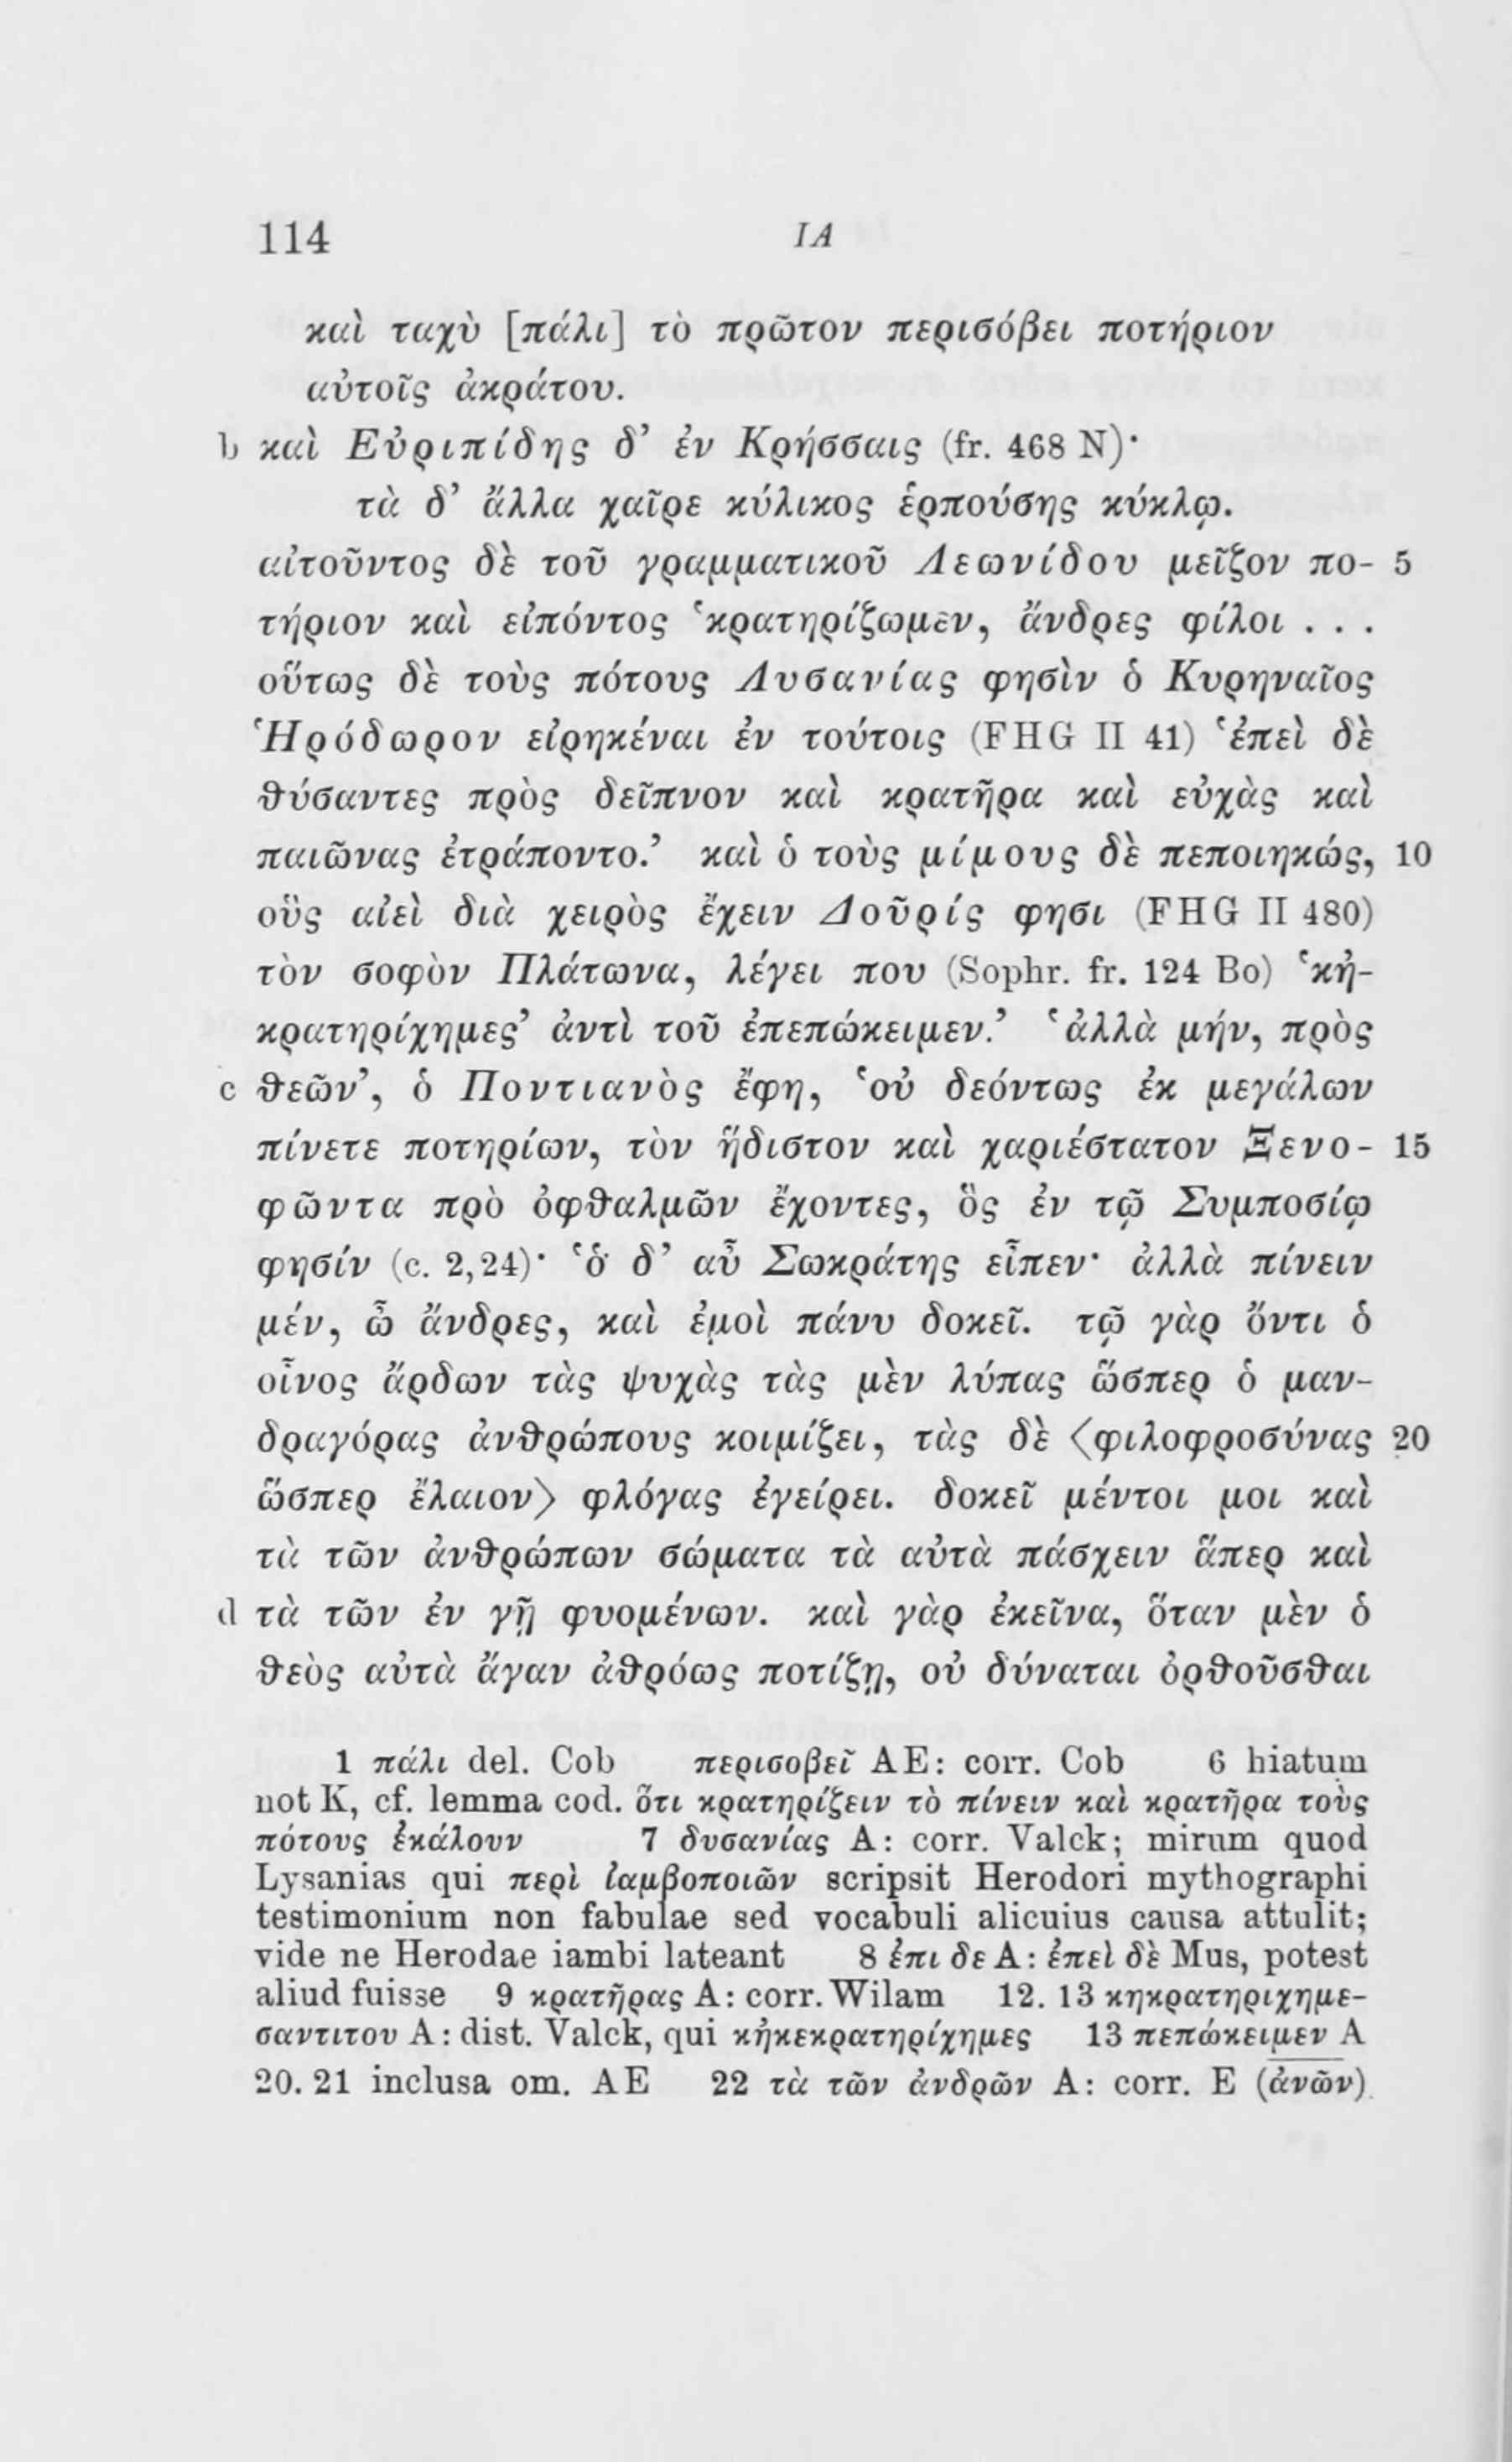 114 ΙΑ
καὶ ταχὺ [πάλι] τὸ πρῶτον περισόβει ποτήριον
αὐτοῖς ἀκράτου.
b καὶ Εὐριπίδης δ’ ἐν Κρήσσαις (fr. 468 N)·
τὰ δ’ ἄλλα χαῖρε κύλικος ἑρπούσης κύκλῳ.
αἰτοῦντος δὲ τοῦ γραμματικοῦ Λεωνίδου μεῖζον πο- 5
τήριον καὶ εἰπόντος ‘κρατηρίζωμεν, ἄνδρες φίλοι . . .
οὕτως δὲ τοὺς πότους Λυσανίας φησὶν ὁ Κυρηναῖος
Ἡρόδωρον εἰρηκέναι ἐν τούτοις (FHG II 41) ‘ἐπεὶ δὲ
θύσαντες πρὸς δεῖπνον καὶ κρατῆρα καὶ εὐχὰς καὶ
παιῶνας ἐτράποντο.’ καὶ ὁ τοὺς μίμους δὲ πεποιηκώς, 10
οὓς αἰεὶ διὰ χειρὸς ἔχειν Δοῦρίς φησι (FHG II 480)
τὸν σοφὸν Πλάτωνα, λέγει που (Sophr. fr. 124 Bo) ‘κἠ-
κρατηρίχημες’ ἀντὶ τοῦ ἐπεπώκειμεν.’ ‘ἀλλὰ μήν, πρὸς
c θεῶν’, ὁ Ποντιανὸς ἔφη, ‘οὐ δεόντως ἐκ μεγάλων
πίνετε ποτηρίων, τὸν ἥδιστον καὶ χαριέστατον Ξενο- 15
φῶντα πρὸ ὀφθαλμῶν ἔχοντες, ὃς ἐν τῷ Συμποσίῳ
φησίν (c. 2,24)· ‘ὁ δ’ αὖ Σωκράτης εἶπεν· ἀλλὰ πίνειν
μέν, ὦ ἄνδρες, καὶ ἐμοὶ πάνυ δοκεῖ. τῷ γὰρ ὄντι ὁ
οἶνος ἄρδων τὰς ψυχὰς τὰς μὲν λύπας ὥσπερ ὁ μαν-
δραγόρας ἀνθρώπους κοιμίζει, τὰς δὲ ⟨φιλοφροσύνας 20
ὥσπερ ἔλαιον⟩ φλόγας ἐγείρει. δοκεῖ μέντοι μοι καὶ
τὰ τῶν ἀνθρώπων σώματα τὰ αὐτὰ πάσχειν ἅπερ καὶ
d τὰ τῶν ἐν γῇ φυομένων. καὶ γὰρ ἐκεῖνα, ὅταν μὲν ὁ
θεὸς αὐτὰ ἄγαν ἀθρόως ποτίζῃ, οὐ δύναται ὀρθοῦσθαι
1 πάλι del. Cob περισοβεῖ AE: corr. Cob 6 hiatum
not K, cf. lemma cod. ὅτι κρατηρίζειν τὸ πίνειν καὶ κρατῆρα τοὺς
πότους ἐκάλουν 7 δυσανίας A: corr. Valck; mirum quod
Lysanias qui περὶ ἰαμβοποιῶν scripsit Herodori mythographi
testimonium non fabulae sed vocabuli alicuius causa attulit;
vide ne Herodae iambi lateant 8 ἐπι δε A: ἐπεὶ δὲ Mus, potest
aliud fuisse 9 κρατῆρας A: corr. Wilam 12. 13 κηκρατηριχημε-
σαντιτου A: dist. Valck, qui κἠκεκρατηρίχημες 13 πεπώκειμεν A
20. 21 inclusa om. AE 22 τὰ τῶν ἀνδρῶν A: corr. E (ἀνῶν)